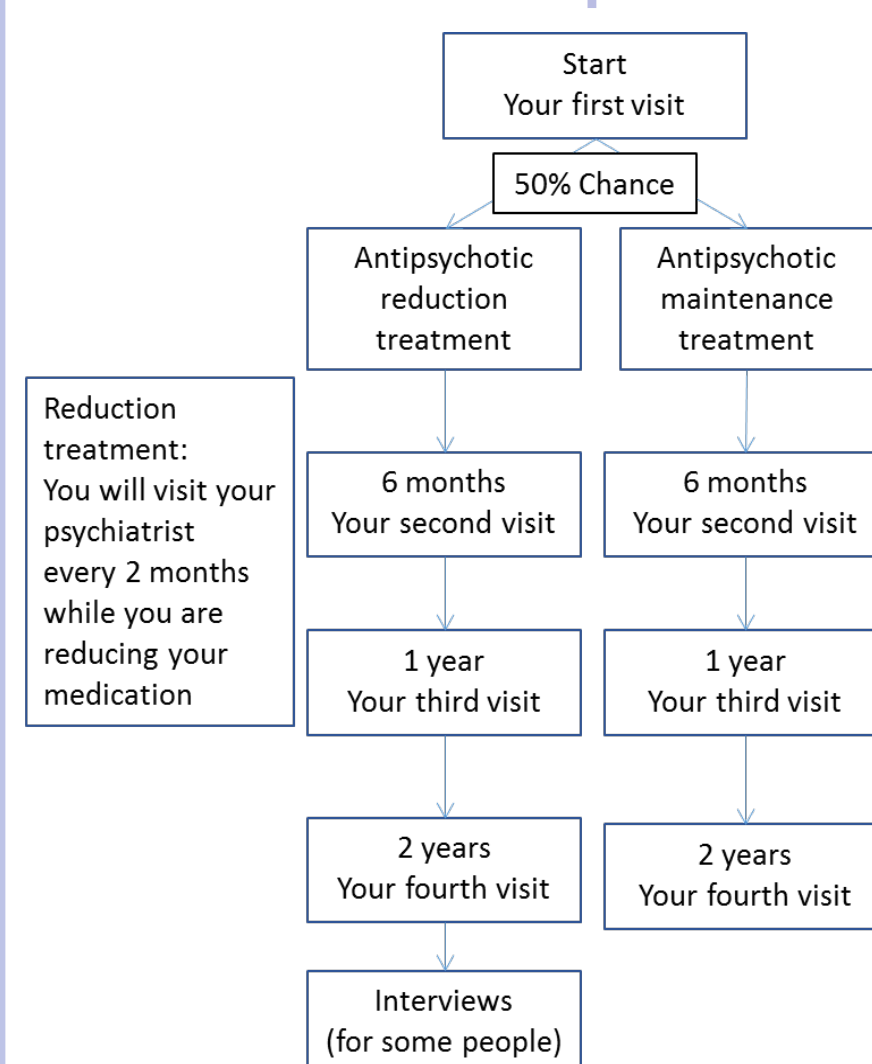 Start
Your first visit
50% Chance
Antipsychotic
reduction
treatment
Antipsychotic
maintenance
treatment
Reduction
treatment:
You will visit your
psychiatrist
every 2 months
while you are
reducing your
medication
6 months
Your second visit
6 months
Your second visit
1 year
Your third visit
1 year
Your third visit
2 years
Your fourth visit
2 years
Your fourth visit
Interviews
(for some people)